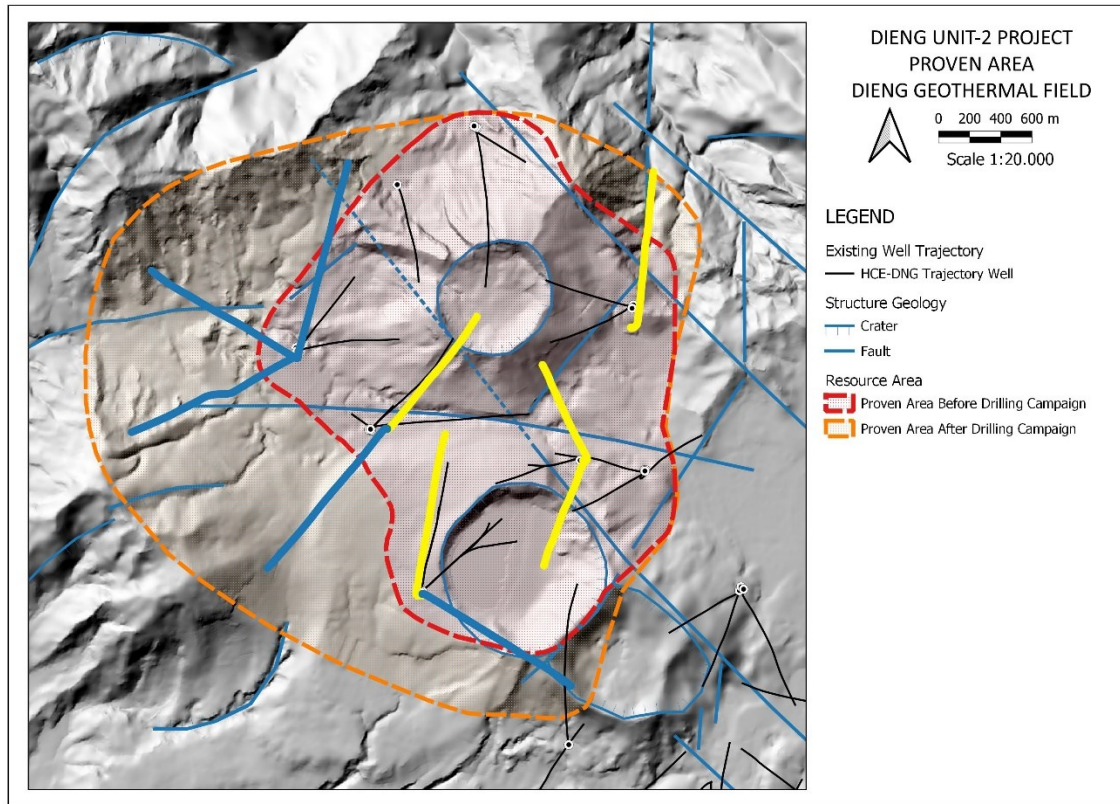 DIENG UNIT-2 PROJECT
PROVEN AREA
DIENG GEOTHERMAL FIELD
0 200 400 600 m
Scale 1:20.000
LEGEND
Existing Well Trajectory
HCE-DNG Trajectory Well
Structure Geology
Crater
Fault
Resource Area
Proven Area Before Drilling Campaign
Proven Area After Drilling Campaign